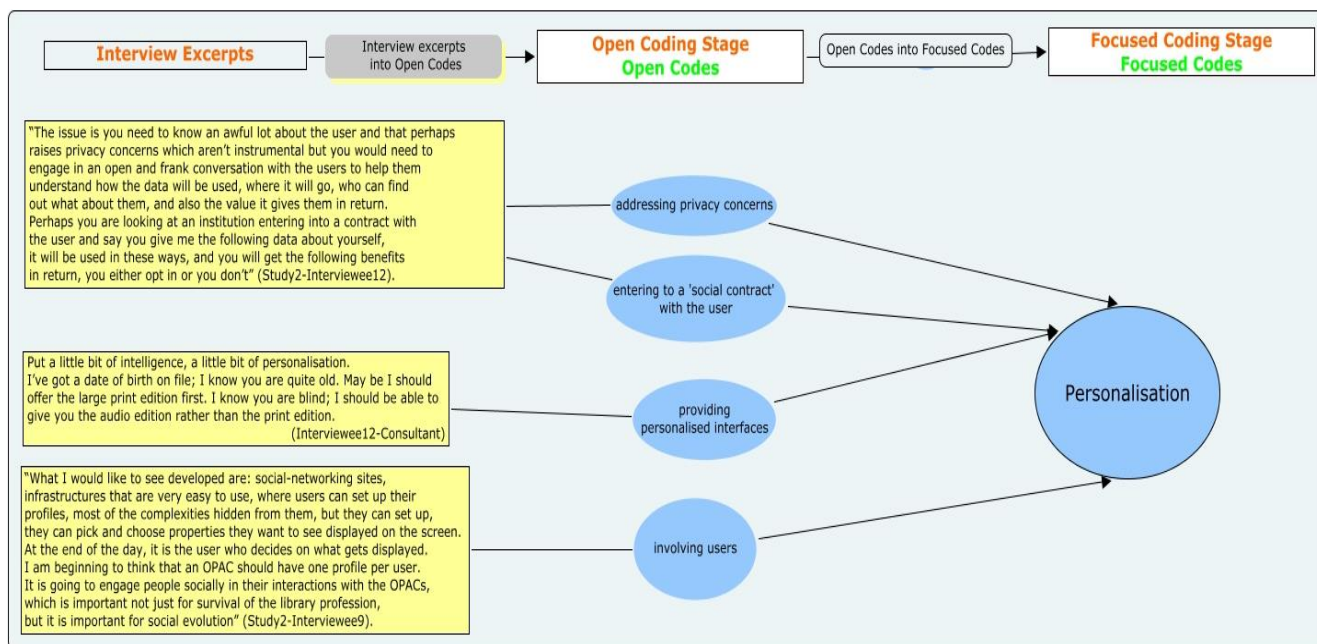 Interview Excerpts
Interview excerpts
into Open Codes
Open Coding Stage
Open Codes
Open Codes into Focused Codes
Focused Coding Stage
Focused Codes
“The issue is you need to know an awful lot about the user and that perhaps
raises privacy concerns which aren’t instrumental but you would need to
engage in an open and frank conversation with the users to help them
understand how the data will be used, where it will go, who can find
out what about them, and also the value it gives them in return.
Perhaps you are looking at an institution entering into a contract with
the user and say you give me the following data about yourself,
it will be used in these ways, and you will get the following benefits
in return, you either opt in or you don’t” (Study2-Interviewee12).
addressing privacy concerns
entering to a 'social contract'
with the user
Put a little bit of intelligence, a little bit of personalisation.
I’ve got a date of birth on file; I know you are quite old. May be I should
offer the large print edition first. I know you are blind; I should be able to
give you the audio edition rather than the print edition.
(Interviewee12-Consultant)
providing
personalised interfaces
Personalisation
“What I would like to see developed are: social-networking sites,
infrastructures that are very easy to use, where users can set up their
profiles, most of the complexities hidden from them, but they can set up,
they can pick and choose properties they want to see displayed on the screen.
At the end of the day, it is the user who decides on what gets displayed.
I am beginning to think that an OPAC should have one profile per user.
It is going to engage people socially in their interactions with the OPACs,
which is important not just for survival of the library profession,
but it is important for social evolution” (Study2-Interviewee9).
involving users